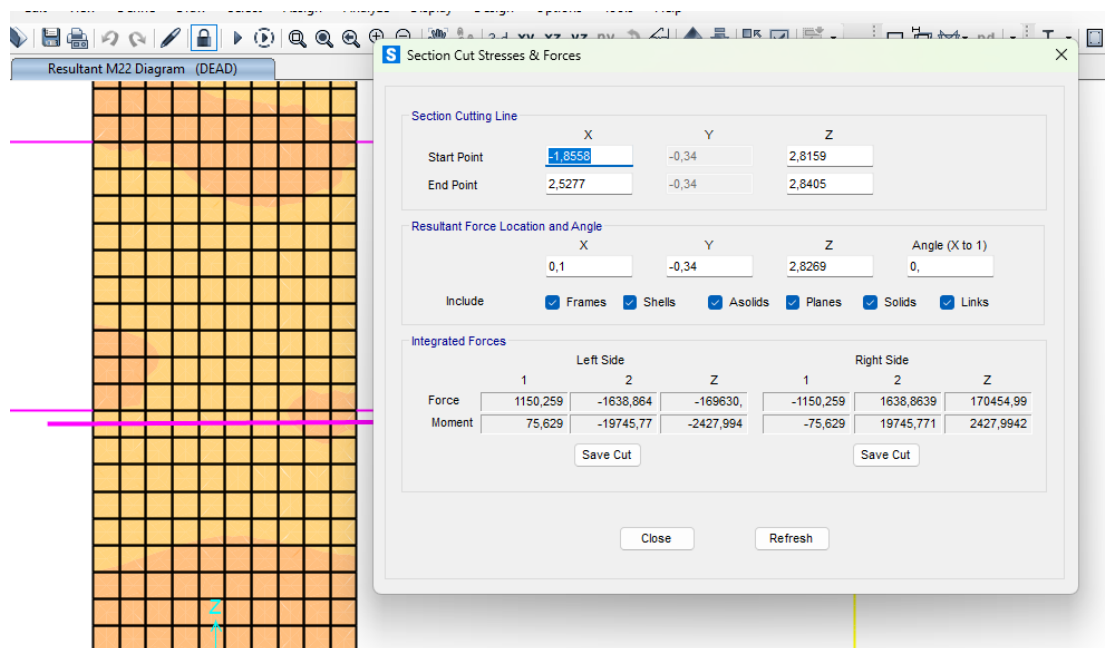 Resultant M22 Diagram (DEAD)
Section Cut Stresses & Forces
Section Cutting Line
X Y Z
Start Point -1,8558 -0,34 2,8159
End Point 2,5277 -0,34 2,8405
Resultant Force Location and Angle
X Y Z Angle (X to 1)
0,1 -0,34 2,8269 0,
Include Frames Shells Asolids Planes Solids Links
Integrated Forces
Left Side Right Side
1 2 Z 1 2 Z
Force 1150,259 -1638,864 -169630, -1150,259 1638,8639 170454,99
Moment 75,629 -19745,77 -2427,994 -75,629 19745,771 2427,9942
Save Cut Save Cut
Close Refresh
Z